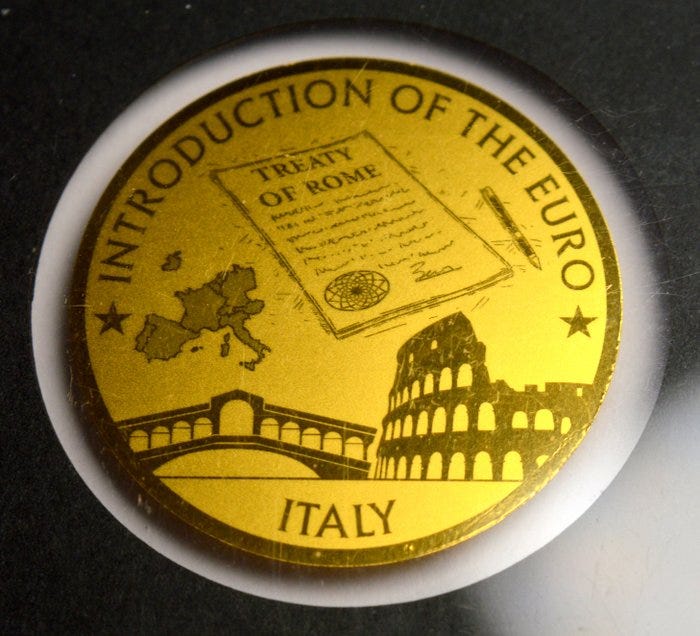 INTRODUCTION OF THE EURO
TREATY
OF ROME
ITALY